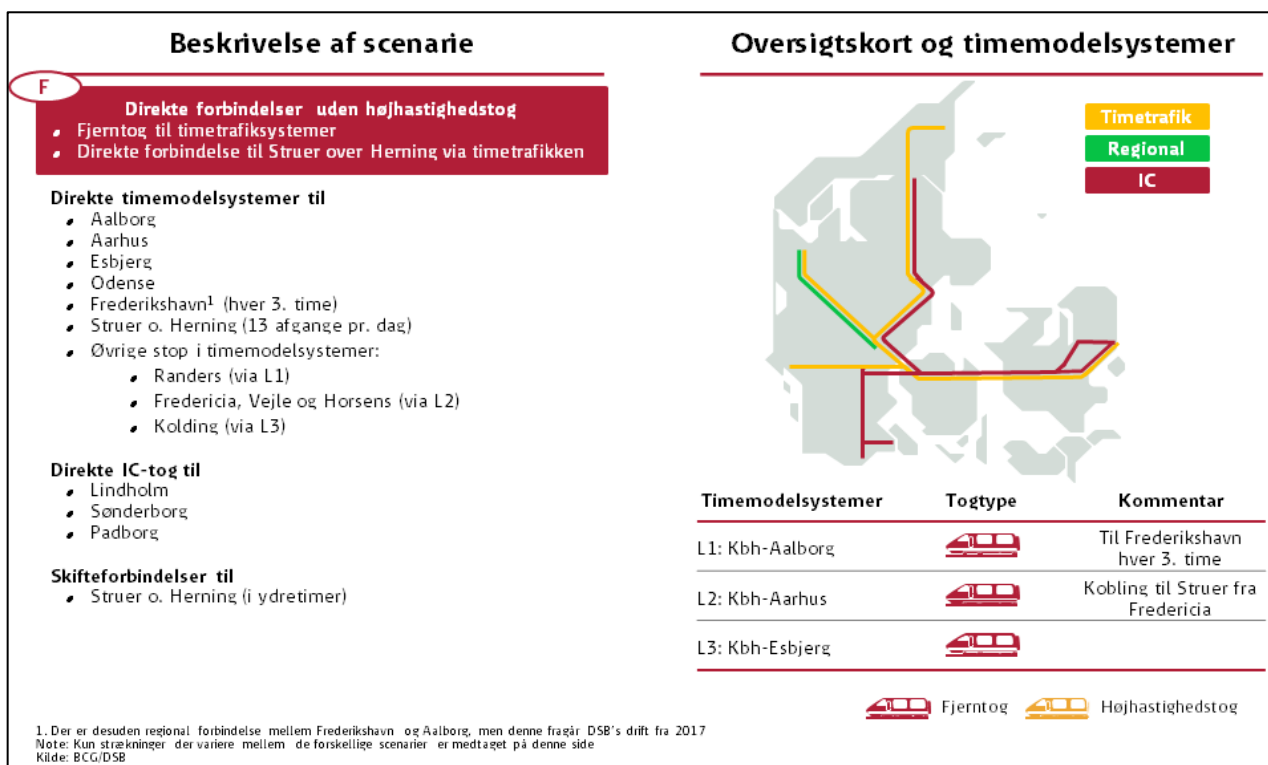 Beskrivelse af scenarie
F
Direkte forbindelser uden højhastighedstog
• Fjerntog til timetrafiksystemer
• Direkte forbindelse til Struer over Herning via timetrafikken
Direkte timemodelsystemer til
• Aalborg
• Aarhus
• Esbjerg
• Odense
• Frederikshavn¹ (hver 3. time)
• Struer o. Herning (13 afgange pr. dag)
• Øvrige stop i timemodelsystemer:
• Randers (via L1)
• Fredericia, Vejle og Horsens (via L2)
• Kolding (via L3)
Direkte IC-tog til
• Lindholm
• Sønderborg
• Padborg
Skifteforbindelser til
• Struer o. Herning (i ydretimer)
Oversigtskort og timemodelsystemer
Timetrafik
Regional
IC
Timemodelsystemer Togtype Kommentar
L1: Kbh-Aalborg Til Frederikshavn
hver 3. time
L2: Kbh-Aarhus Kobling til Struer fra
Fredericia
L3: Kbh-Esbjerg
Fjerntog Højhastighedstog
1. Der er desuden regional forbindelse mellem Frederikshavn og Aalborg, men denne fragår DSB's drift fra 2017
Note: Kun strækninger der variere mellem de forskellige scenarier er medtaget på denne side
Kilde: BCG/DSB